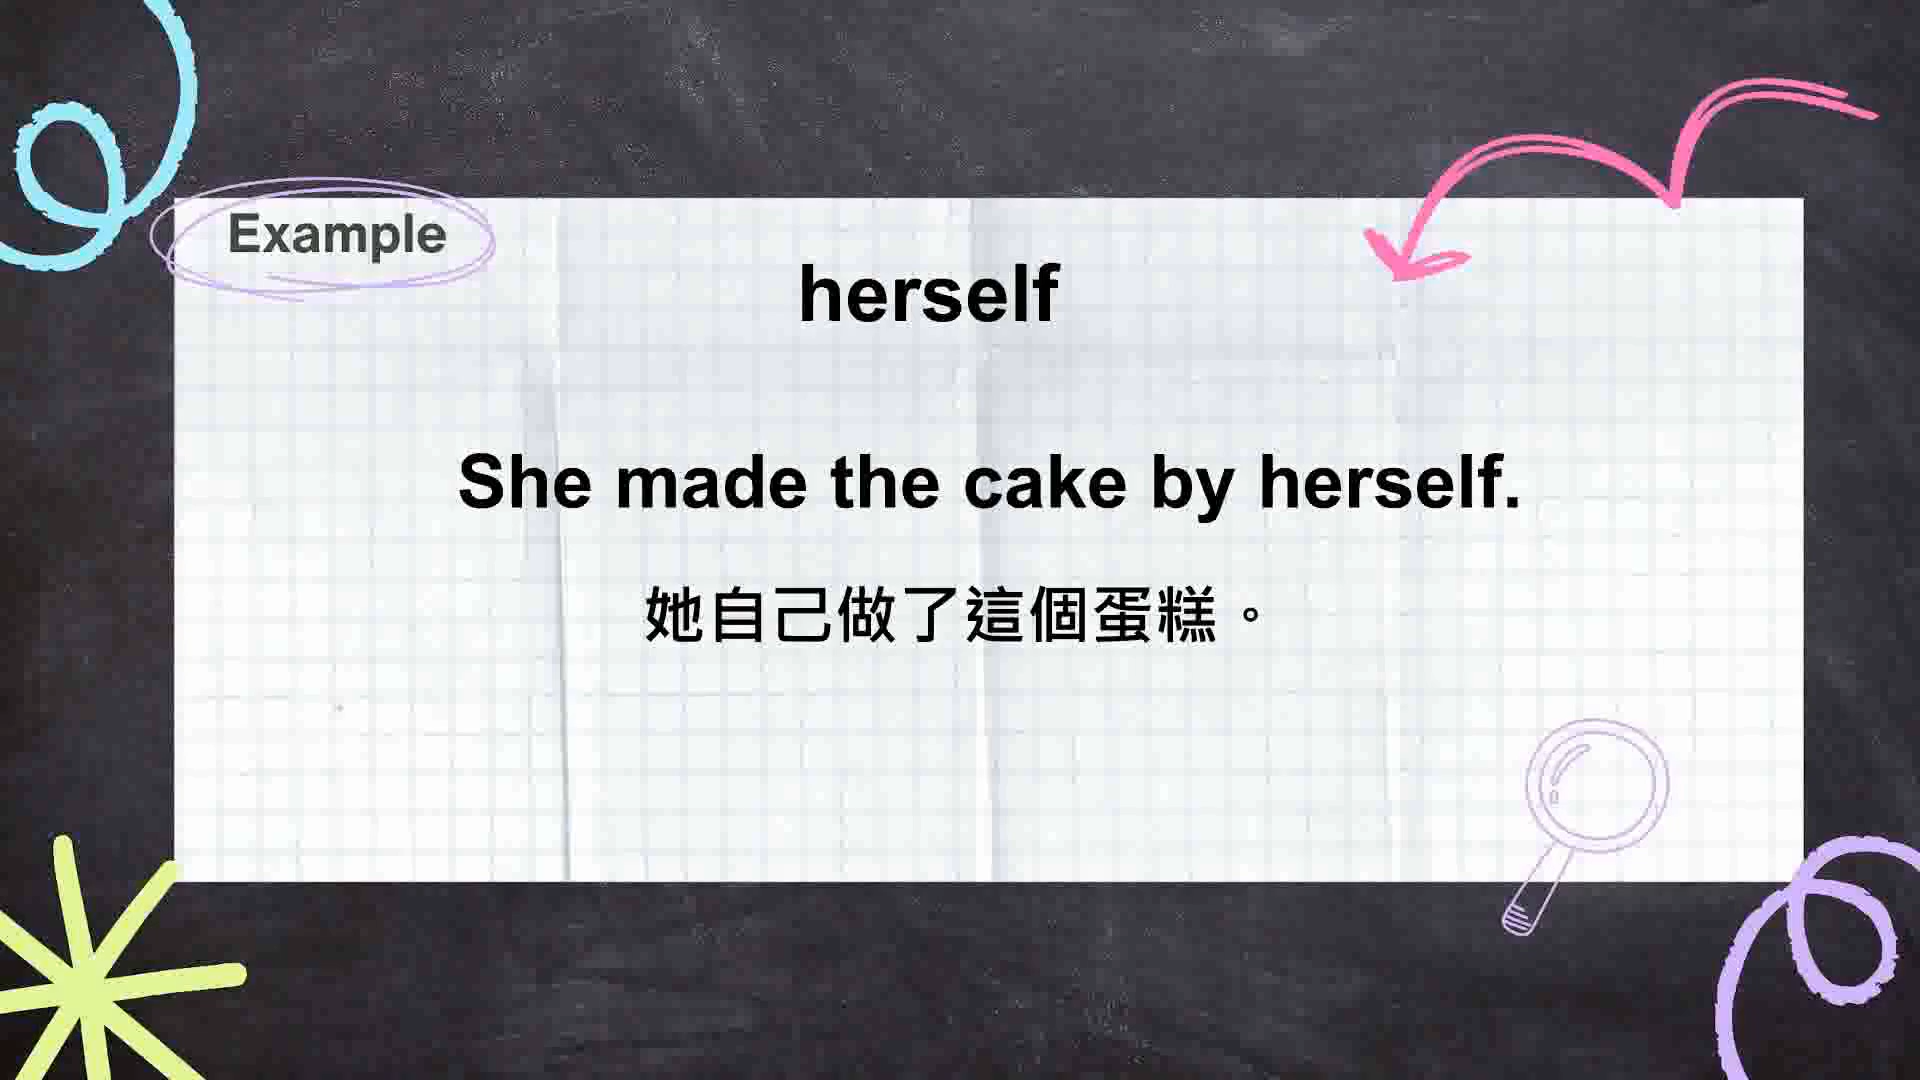 Example
herself
She made the cake by herself.
她自己做了這個蛋糕。